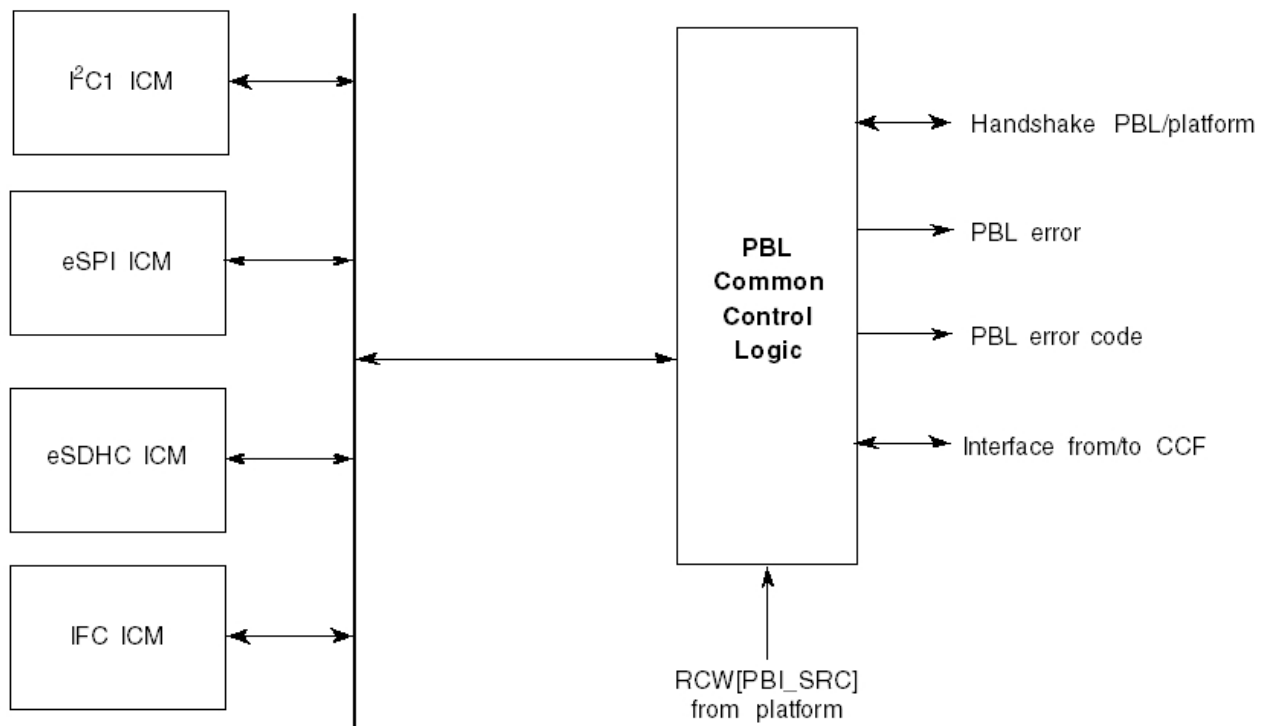 I²C1 ICM
eSPI ICM
eSDHC ICM
IFC ICM
PBL
Common
Control
Logic
Handshake PBL/platform
PBL error
PBL error code
Interface from/to CCF
RCW[PBI_SRC]
from platform